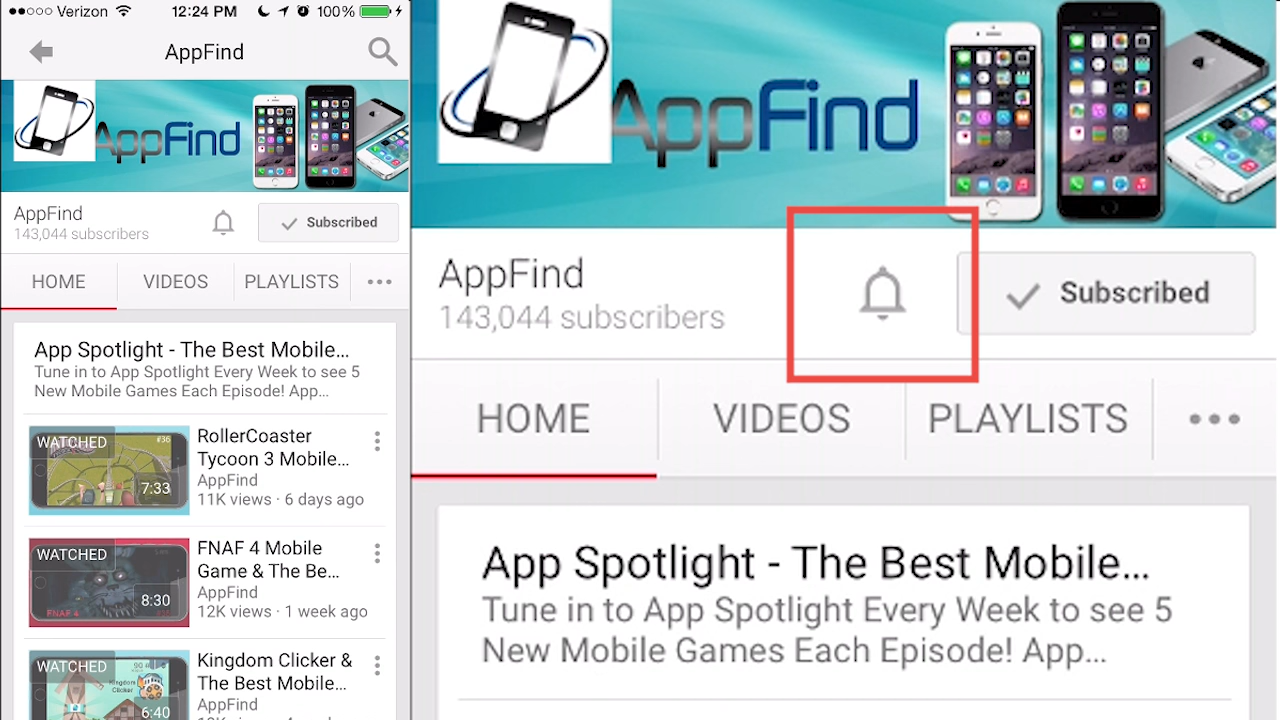 Verizon 12:24 PM 100%
AppFind
AppFind
AppFind
143,044 subscribers
Subscribed
HOME VIDEOS PLAYLISTS
App Spotlight - The Best Mobile...
Tune in to App Spotlight Every Week to see 5
New Mobile Games Each Episode! App...
WATCHED
#36
7:33
RollerCoaster
Tycoon 3 Mobile...
AppFind
11K views · 6 days ago
WATCHED
8:30
FNAF 4
FNAF 4 Mobile
Game & The Be...
AppFind
12K views · 1 week ago
WATCHED
Kingdom
Clicker
6:40
Kingdom Clicker &
The Best Mobile...
AppFind
AppFind
AppFind
143,044 subscribers
Subscribed
HOME VIDEOS PLAYLISTS
App Spotlight - The Best Mobile...
Tune in to App Spotlight Every Week to see 5
New Mobile Games Each Episode! App...